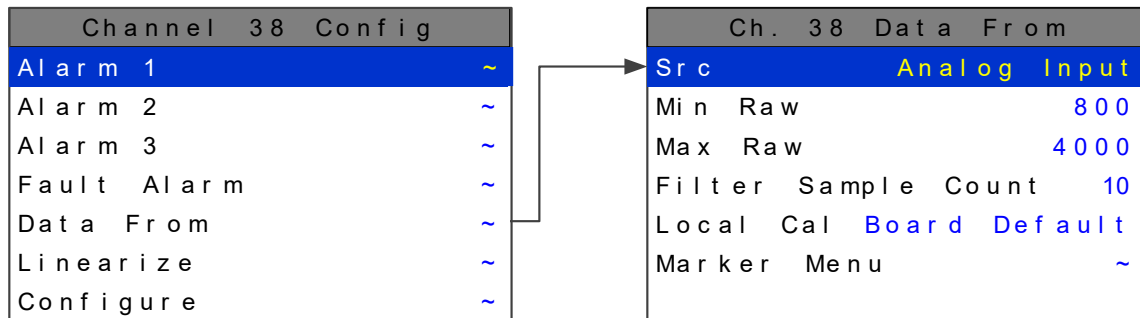 Channel 38 Config
Alarm 1 ~
Alarm 2 ~
Alarm 3 ~
Fault Alarm ~
Data From ~
Linearize ~
Configure ~
Ch. 38 Data From
Src Analog Input
Min Raw 800
Max Raw 4000
Filter Sample Count 10
Local Cal Board Default
Marker Menu ~